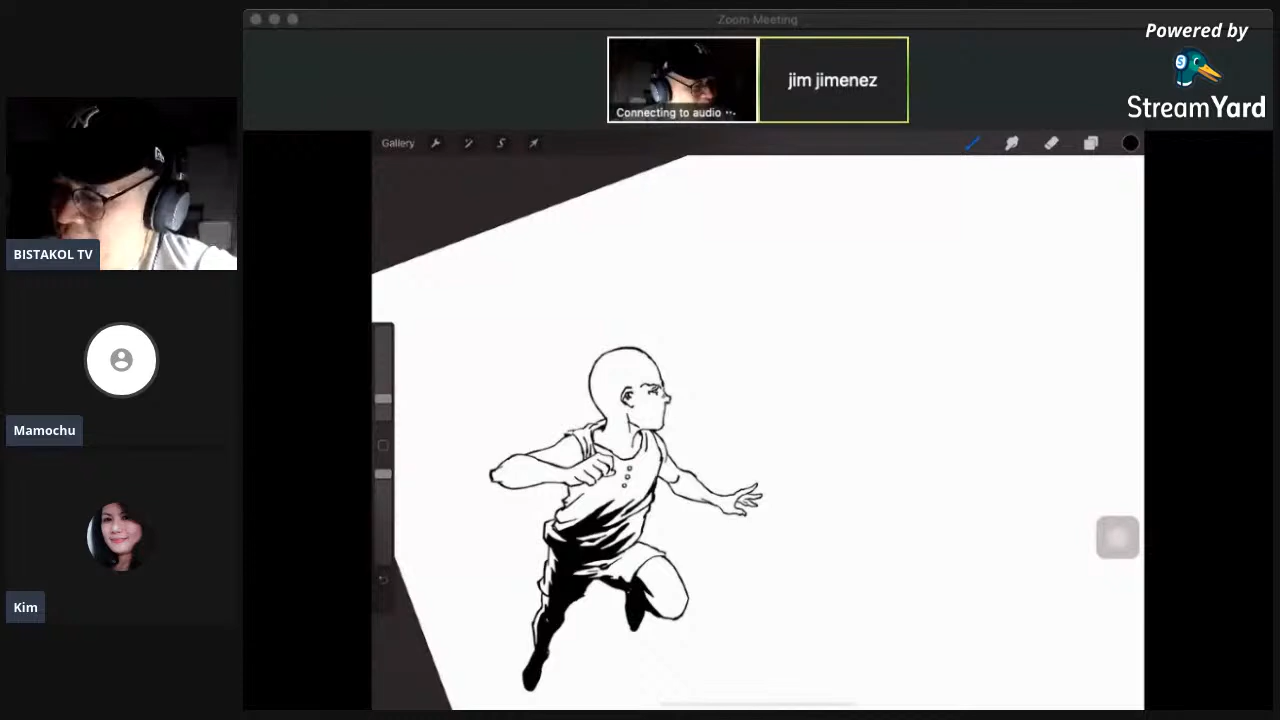 Zoom Meeting
Powered by
StreamYard
Connecting to audio ···
jim jimenez
Gallery
BISTAKOL TV
Mamochu
Kim